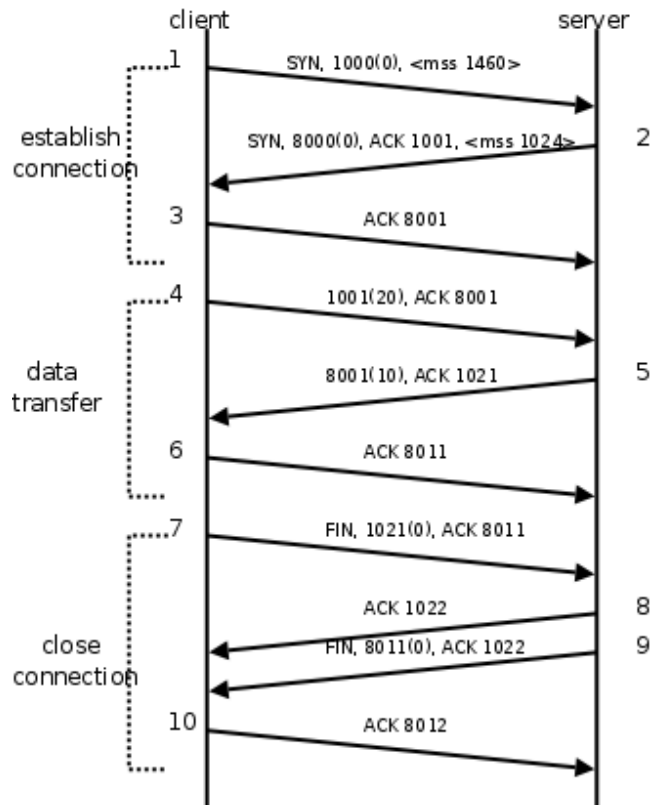 client
server
1
SYN, 1000(0), <mss 1460>
SYN, 8000(0), ACK 1001, <mss 1024>
2
establish
connection
3
ACK 8001
4
1001(20), ACK 8001
data
transfer
8001(10), ACK 1021
5
6
ACK 8011
7
FIN, 1021(0), ACK 8011
ACK 1022
8
close
connection
FIN, 8011(0), ACK 1022
9
10
ACK 8012